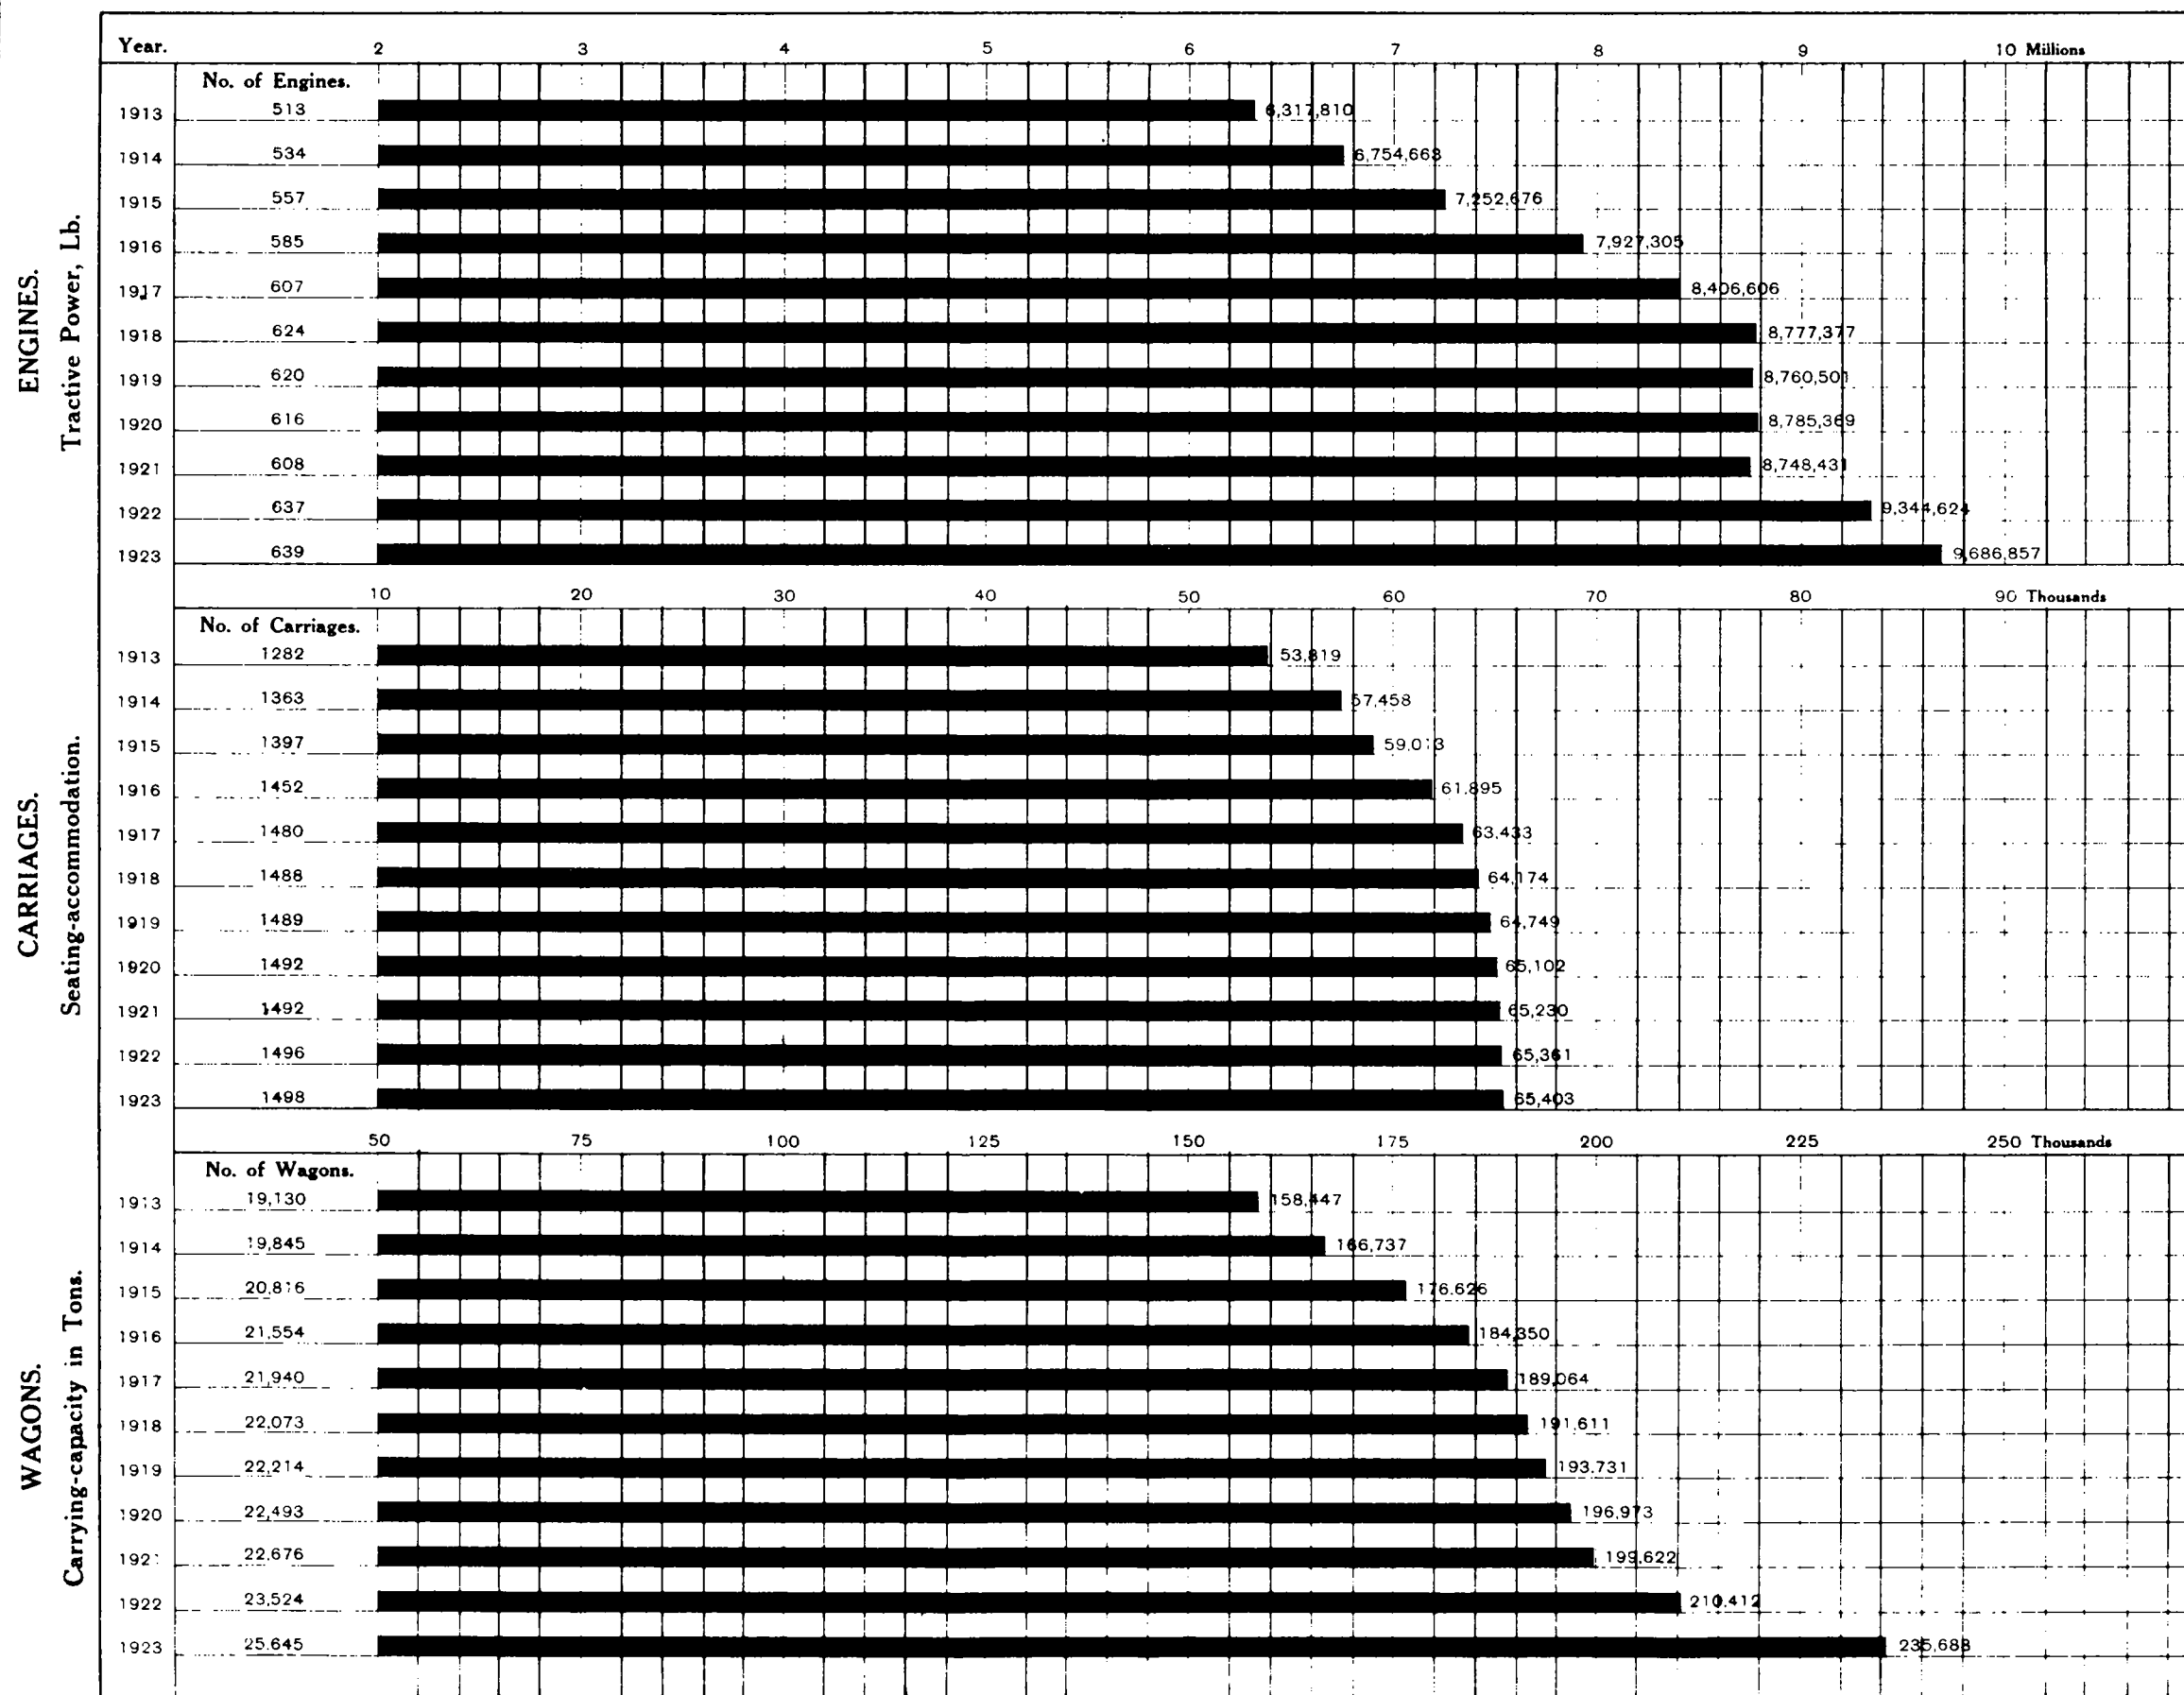 ENGINES.
Tractive Power, Lb.
Year. 2 3 4 5 6 7 8 9 10 Millions
No. of Engines.
1913 513 6,317,810
1914 534 6,754,668
1915 557 7,252,676
1916 585 7,927,305
1917 607 8,406,606
1918 624 8,777,377
1919 620 8,760,501
1920 616 8,785,369
1921 608 8,748,431
1922 637 9,344,624
1923 639 9,686,857
CARRIAGES.
Seating-accommodation.
10 20 30 40 50 60 70 80 90 Thousands
No. of Carriages.
1913 1282 53,819
1914 1363 57,458
1915 1397 59,013
1916 1452 61,895
1917 1480 63,433
1918 1488 64,174
1919 1489 64,749
1920 1492 65,102
1921 1492 65,230
1922 1496 65,361
1923 1498 65,403
WAGONS.
Carrying-capacity in Tons.
50 75 100 125 150 175 200 225 250 Thousands
No. of Wagons.
1913 19,130 158,447
1914 19,845 166,737
1915 20,816 176,626
1916 21,554 184,350
1917 21,940 189,064
1918 22,073 191,611
1919 22,214 193,731
1920 22,493 196,973
1921 22,676 199,622
1922 23,524 210,412
1923 25,645 235,688